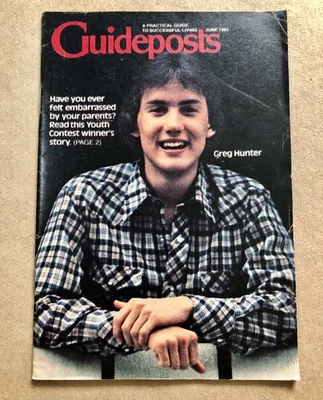 A PRACTICAL GUIDE
TO SUCCESSFUL LIVING JUNE 1982
Guideposts
Have you ever
felt embarrassed
by your parents?
Read this Youth
Contest winner's
story. (PAGE 2)
Greg Hunter